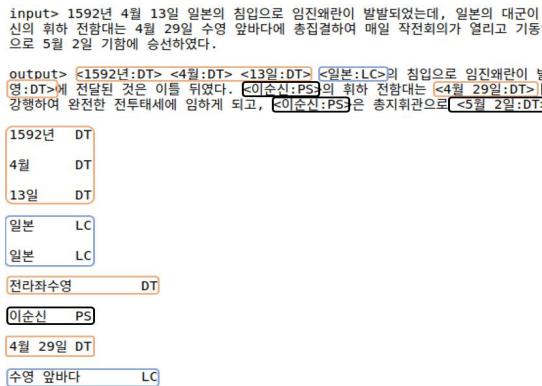 input> 1592년 4월 13일 일본의 침입으로 임진왜란이 발발되었는데, 일본의 대군이
신의 휘하 전함대는 4월 29일 수영 앞바다에 총집결하여 매일 작전회의가 열리고 기동
으로 5월 2일 기함에 승선하였다.
output> <1592년:DT> <4월:DT> <13일:DT> <일본:LC>의 침입으로 임진왜란이
영:DT>에 전달된 것은 이틀 뒤였다. <이순신:PS>의 휘하 전함대는 <4월 29일:DT>
강행하여 완전한 전투태세에 임하게 되고, <이순신:PS>은 총지휘관으로 <5월 2일:DT>
1592년 DT
4월 DT
13일 DT
일본 LC
일본 LC
전라좌수영 DT
이순신 PS
4월 29일 DT
수영 앞바다 LC